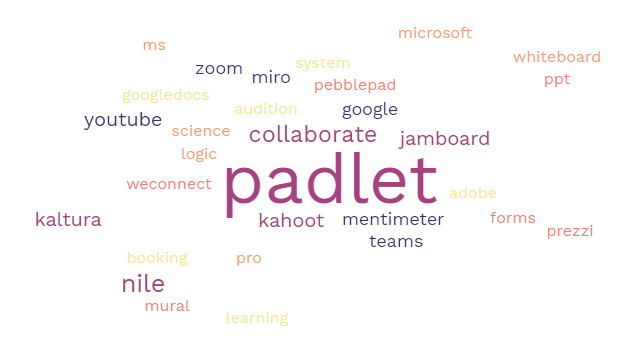 microsoft
ms
whiteboard
system
zoom
miro
ppt
pebblepad
googledocs
audition
google
youtube
science
collaborate
jamboard
logic
padlet
weconnect
adobe
kaltura
kahoot
mentimeter
forms
prezzi
teams
booking
pro
nile
mural
learning